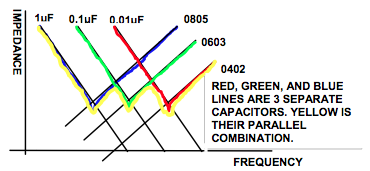 IMPEDANCE
1uF
0.1uF
0.01uF
0805
0603
0402
RED, GREEN, AND BLUE
LINES ARE 3 SEPARATE
CAPACITORS. YELLOW IS
THEIR PARALLEL
COMBINATION.
FREQUENCY